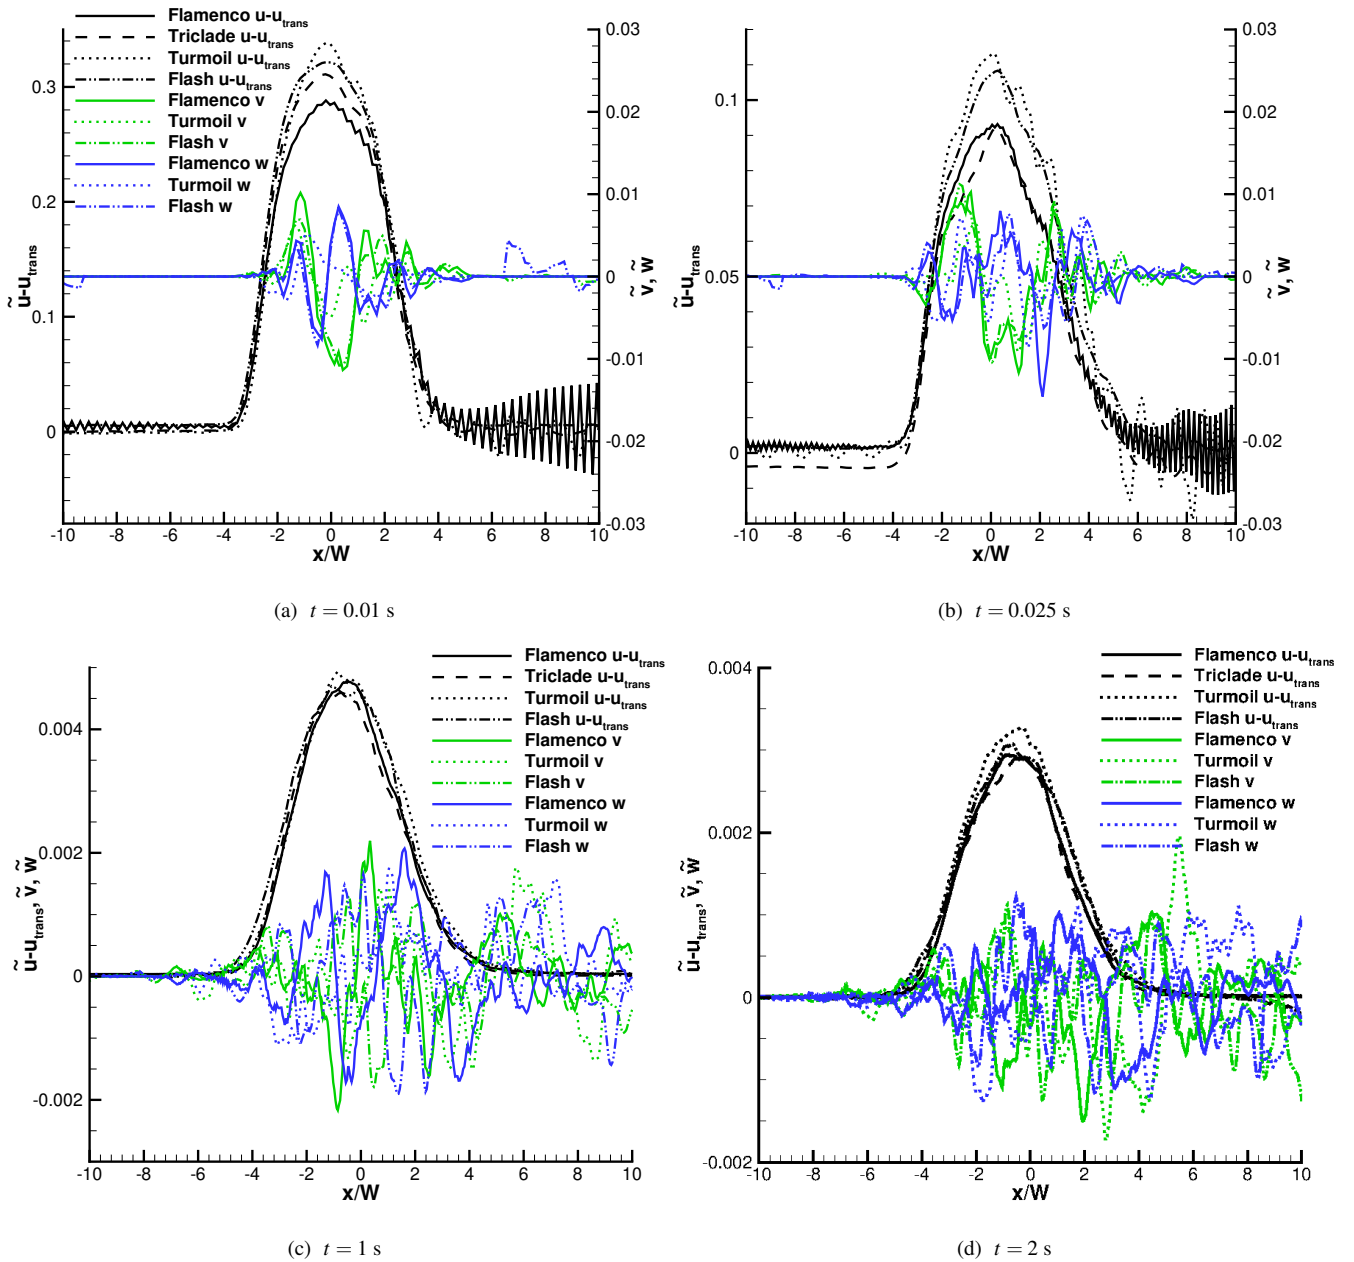 Flamenco u-u_trans
Triclade u-u_trans
Turmoil u-u_trans
Flash u-u_trans
Flamenco v
Turmoil v
Flash v
Flamenco w
Turmoil w
Flash w
0.3
0.2
0.1
0
ũ-u_trans
0.03
0.02
0.01
0
-0.01
-0.02
-0.03
ṽ, w̃
-10 -8 -6 -4 -2 0 2 4 6 8 10
x/W
(a) t = 0.01 s
0.1
0.05
0
ũ-u_trans
0.03
0.02
0.01
0
-0.01
-0.02
-0.03
ṽ, w̃
-10 -8 -6 -4 -2 0 2 4 6 8 10
x/W
(b) t = 0.025 s
Flamenco u-u_trans
Triclade u-u_trans
Turmoil u-u_trans
Flash u-u_trans
Flamenco v
Turmoil v
Flash v
Flamenco w
Turmoil w
Flash w
0.004
0.002
0
-0.002
ũ-u_trans, ṽ, w̃
-10 -8 -6 -4 -2 0 2 4 6 8 10
x/W
(c) t = 1 s
Flamenco u-u_trans
Triclade u-u_trans
Turmoil u-u_trans
Flash u-u_trans
Flamenco v
Turmoil v
Flash v
Flamenco w
Turmoil w
Flash w
0.004
0.002
0
-0.002
ũ-u_trans, ṽ, w̃
-10 -8 -6 -4 -2 0 2 4 6 8 10
x/W
(d) t = 2 s